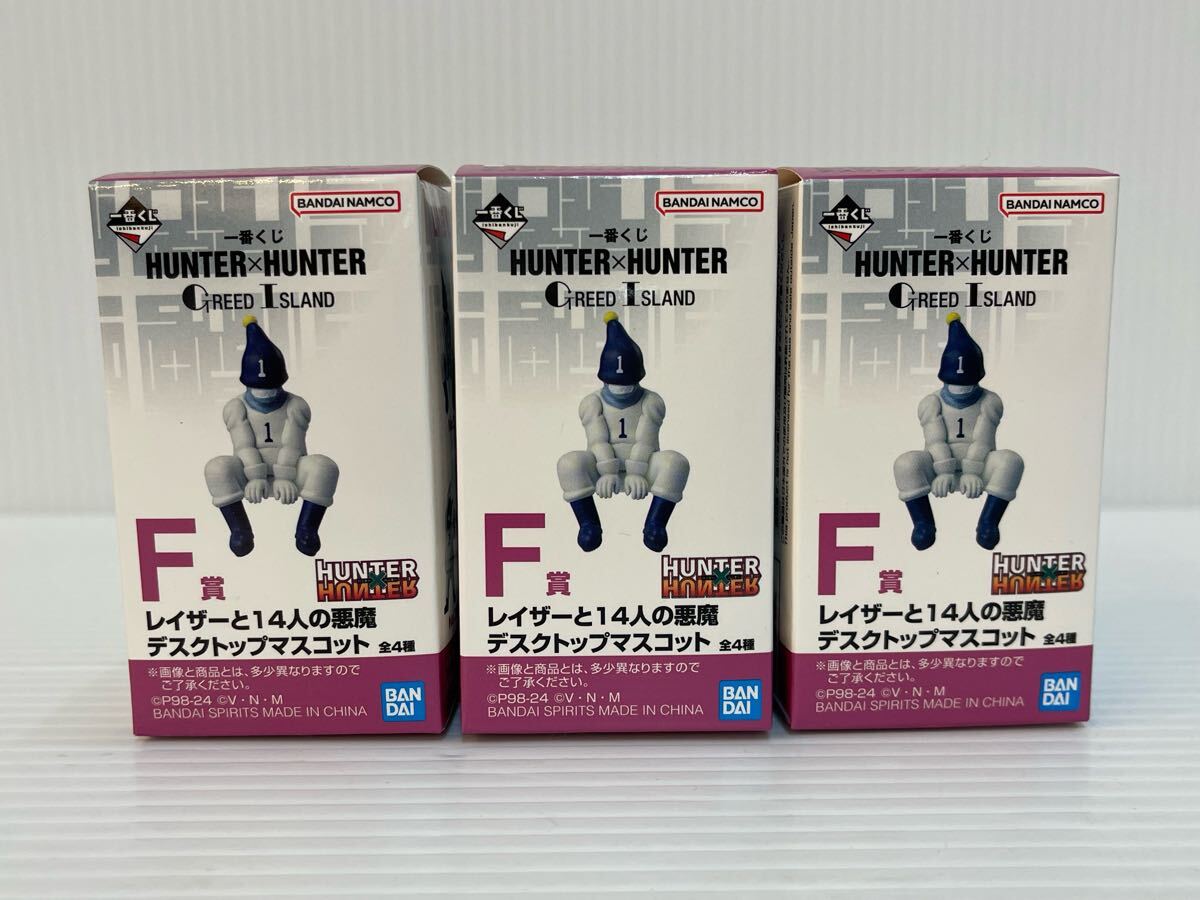 一番くじ
ichibankuji
BANDAI NAMCO
一番くじ
HUNTER×HUNTER
GREED ISLAND
1
1
F賞
HUNTER×HUNTER
レイザーと14人の悪魔
デスクトップマスコット 全4種
※画像と商品とは、多少異なりますので
ご了承ください。
©P98-24 ©V・N・M
BANDAI SPIRITS MADE IN CHINA
BAN
DAI
一番くじ
ichibankuji
BANDAI NAMCO
一番くじ
HUNTER×HUNTER
GREED ISLAND
1
1
F賞
HUNTER×HUNTER
レイザーと14人の悪魔
デスクトップマスコット 全4種
※画像と商品とは、多少異なりますので
ご了承ください。
©P98-24 ©V・N・M
BANDAI SPIRITS MADE IN CHINA
BAN
DAI
一番くじ
ichibankuji
BANDAI NAMCO
一番くじ
HUNTER×HUNTER
GREED ISLAND
1
1
F賞
HUNTER×HUNTER
レイザーと14人の悪魔
デスクトップマスコット 全4種
※画像と商品とは、多少異なりますので
ご了承ください。
©P98-24 ©V・N・M
BANDAI SPIRITS MADE IN CHINA
BAN
DAI